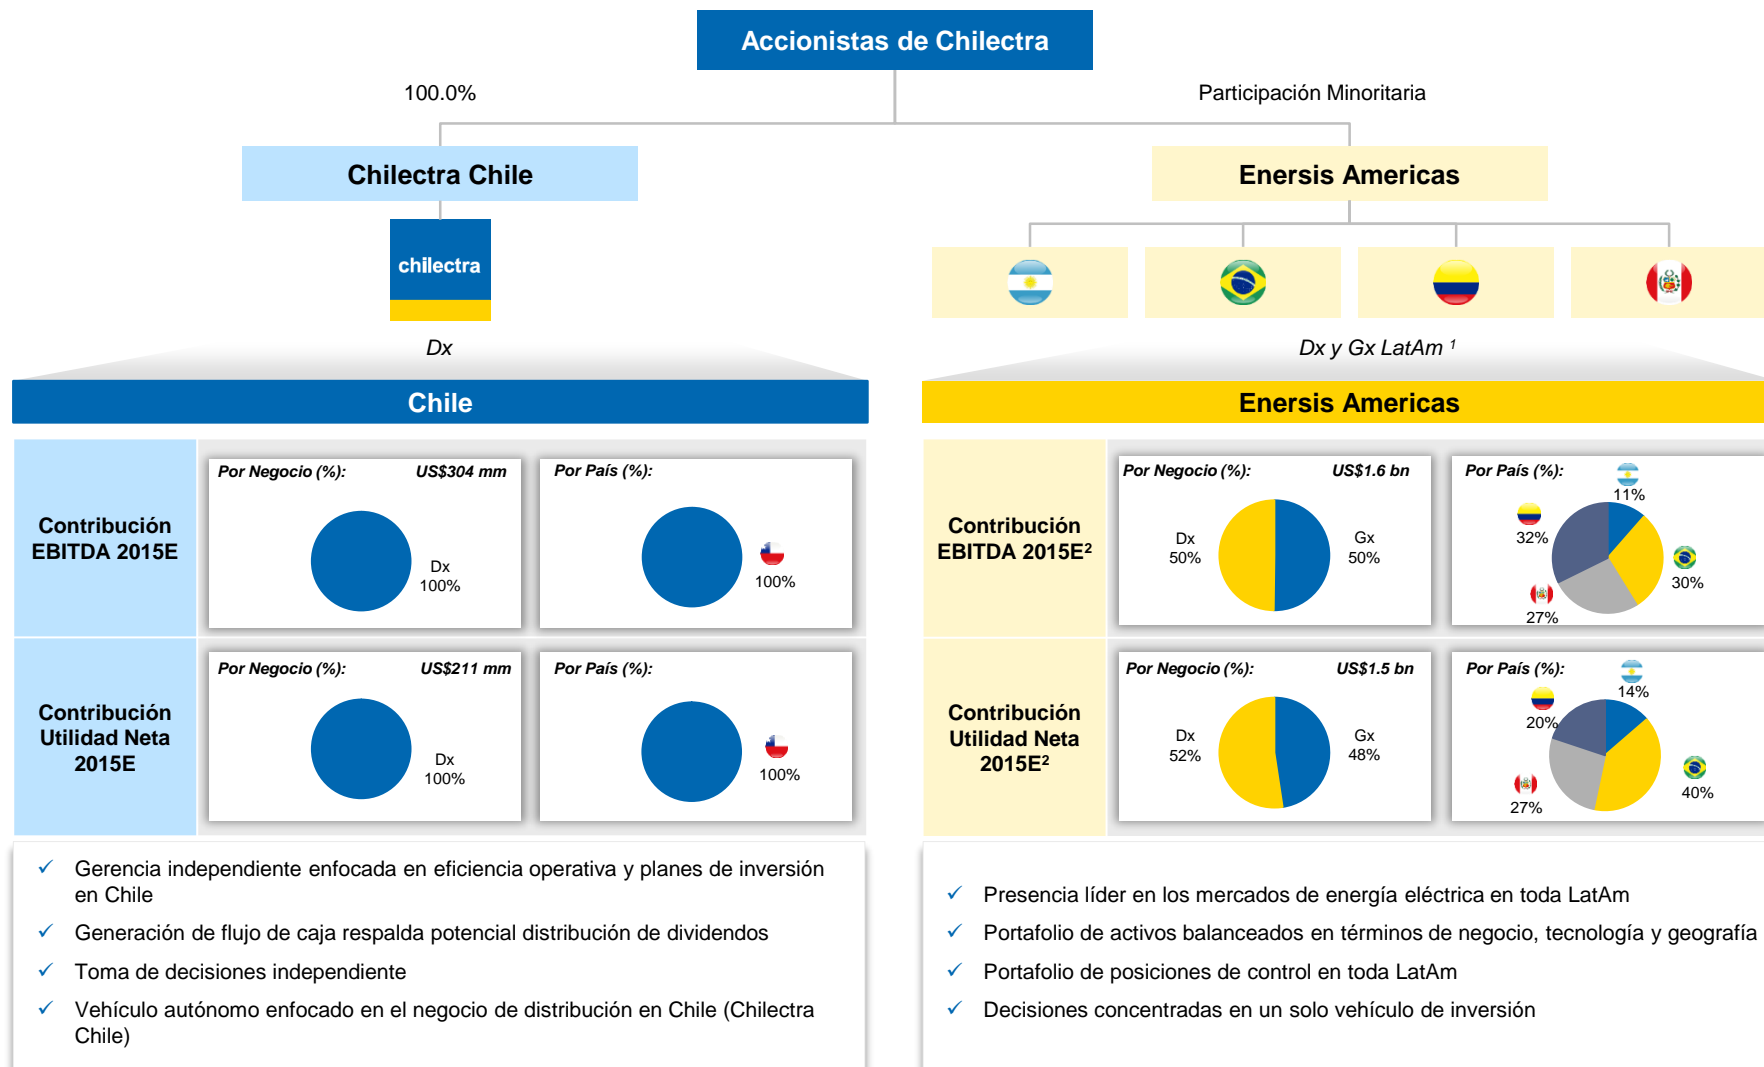 Accionistas de Chilectra
100.0%
Participación Minoritaria
Chilectra Chile
Enersis Americas
chilectra
Dx
Dx y Gx LatAm 1
Chile
Enersis Americas
Contribución
EBITDA 2015E
Por Negocio (%):
US$304 mm
Dx
100%
Por País (%):
100%
Contribución
Utilidad Neta
2015E
Por Negocio (%):
US$211 mm
Dx
100%
Por País (%):
100%
Contribución
EBITDA 2015E2
Por Negocio (%):
US$1.6 bn
Dx
50%
Gx
50%
Por País (%):
11%
32%
30%
27%
Contribución
Utilidad Neta
2015E2
Por Negocio (%):
US$1.5 bn
Dx
52%
Gx
48%
Por País (%):
14%
20%
40%
27%
✓ Gerencia independiente enfocada en eficiencia operativa y planes de inversión
en Chile
✓ Generación de flujo de caja respalda potencial distribución de dividendos
✓ Toma de decisiones independiente
✓ Vehículo autónomo enfocado en el negocio de distribución en Chile (Chilectra
Chile)
✓ Presencia líder en los mercados de energía eléctrica en toda LatAm
✓ Portafolio de activos balanceados en términos de negocio, tecnología y geografía
✓ Portafolio de posiciones de control en toda LatAm
✓ Decisiones concentradas en un solo vehículo de inversión